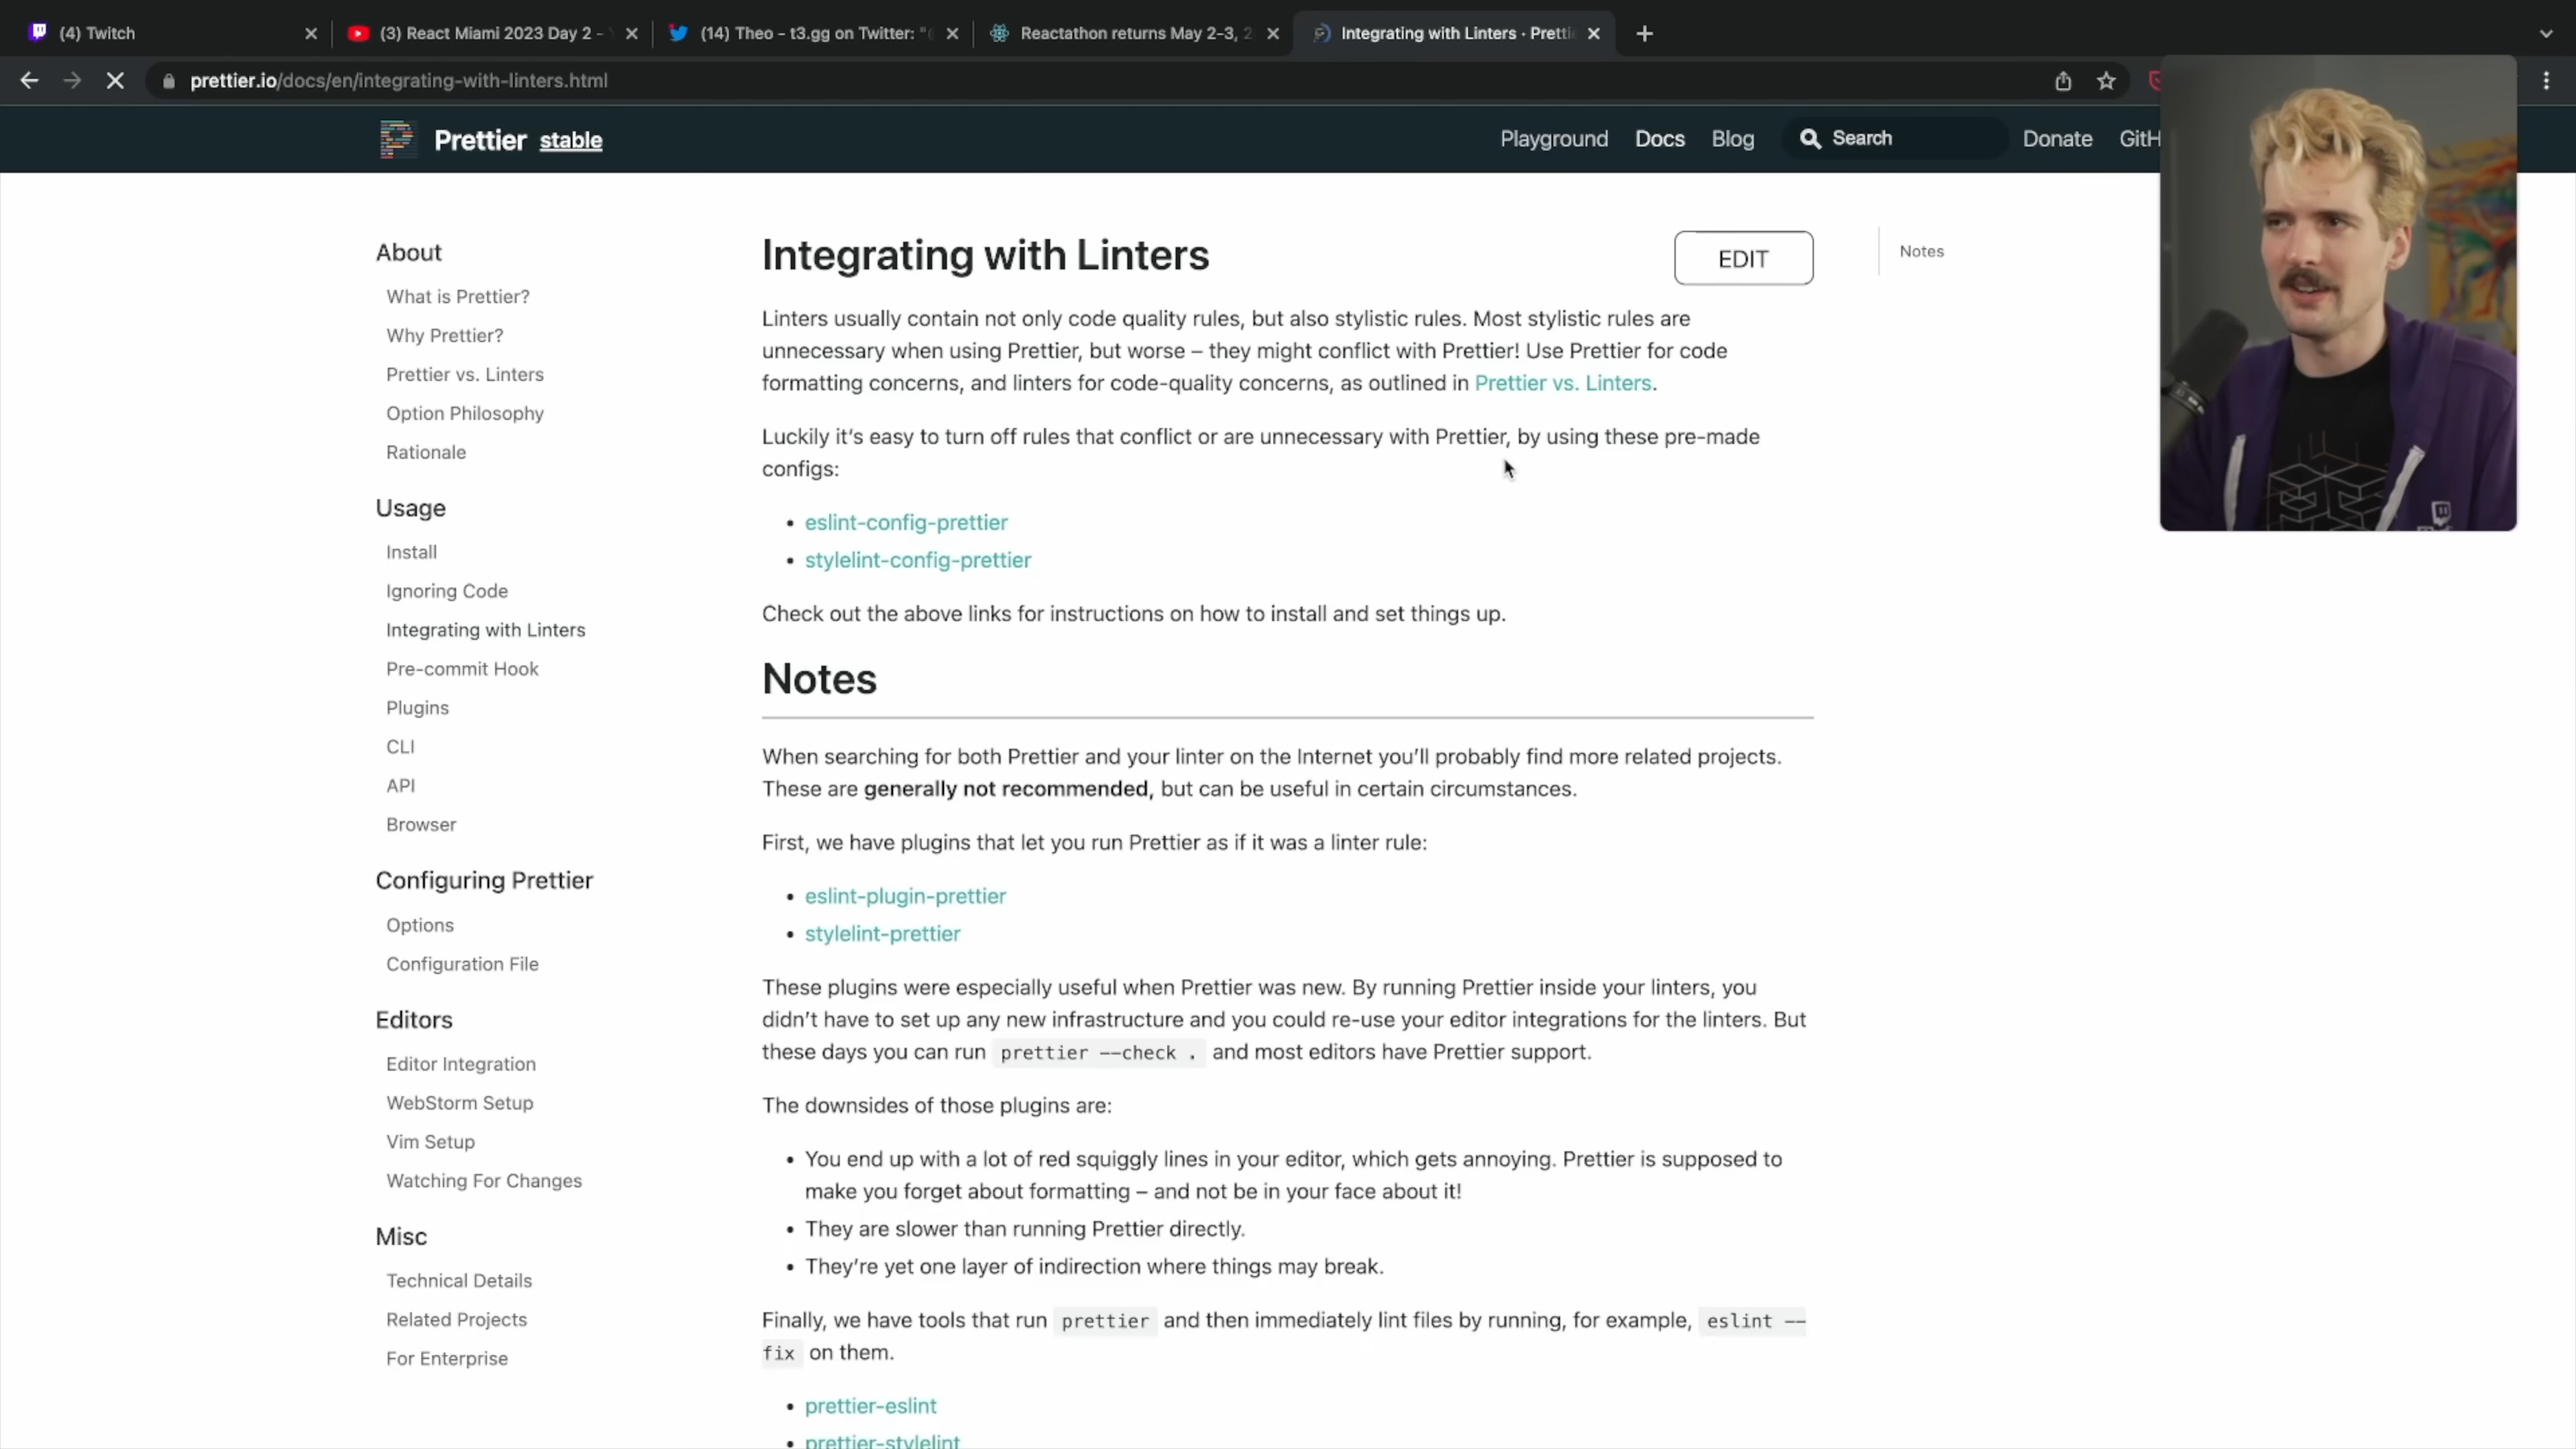 (4) Twitch
(3) React Miami 2023 Day 2 -
(14) Theo - t3.gg on Twitter: "
Reactathon returns May 2-3, 2
Integrating with Linters · Pretti
prettier.io/docs/en/integrating-with-linters.html
Prettier stable
Playground
Docs
Blog
Search
Donate
GitH
About
What is Prettier?
Why Prettier?
Prettier vs. Linters
Option Philosophy
Rationale
Usage
Install
Ignoring Code
Integrating with Linters
Pre-commit Hook
Plugins
CLI
API
Browser
Configuring Prettier
Options
Configuration File
Editors
Editor Integration
WebStorm Setup
Vim Setup
Watching For Changes
Misc
Technical Details
Related Projects
For Enterprise
Integrating with Linters
EDIT
Linters usually contain not only code quality rules, but also stylistic rules. Most stylistic rules are
unnecessary when using Prettier, but worse – they might conflict with Prettier! Use Prettier for code
formatting concerns, and linters for code-quality concerns, as outlined in Prettier vs. Linters.
Luckily it’s easy to turn off rules that conflict or are unnecessary with Prettier, by using these pre-made
configs:
• eslint-config-prettier
• stylelint-config-prettier
Check out the above links for instructions on how to install and set things up.
Notes
When searching for both Prettier and your linter on the Internet you’ll probably find more related projects.
These are generally not recommended, but can be useful in certain circumstances.
First, we have plugins that let you run Prettier as if it was a linter rule:
• eslint-plugin-prettier
• stylelint-prettier
These plugins were especially useful when Prettier was new. By running Prettier inside your linters, you
didn’t have to set up any new infrastructure and you could re-use your editor integrations for the linters. But
these days you can run prettier --check . and most editors have Prettier support.
The downsides of those plugins are:
• You end up with a lot of red squiggly lines in your editor, which gets annoying. Prettier is supposed to
make you forget about formatting – and not be in your face about it!
• They are slower than running Prettier directly.
• They’re yet one layer of indirection where things may break.
Finally, we have tools that run prettier and then immediately lint files by running, for example, eslint --
fix on them.
• prettier-eslint
• prettier-stylelint
Notes